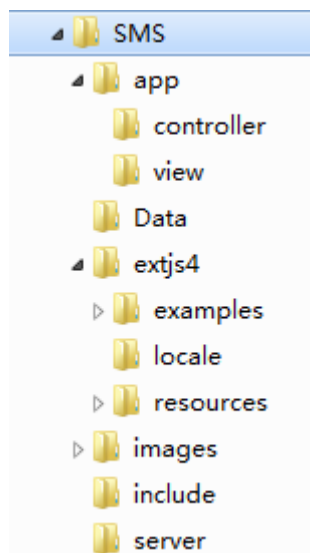 SMS
app
controller
view
Data
extjs4
examples
locale
resources
images
include
server